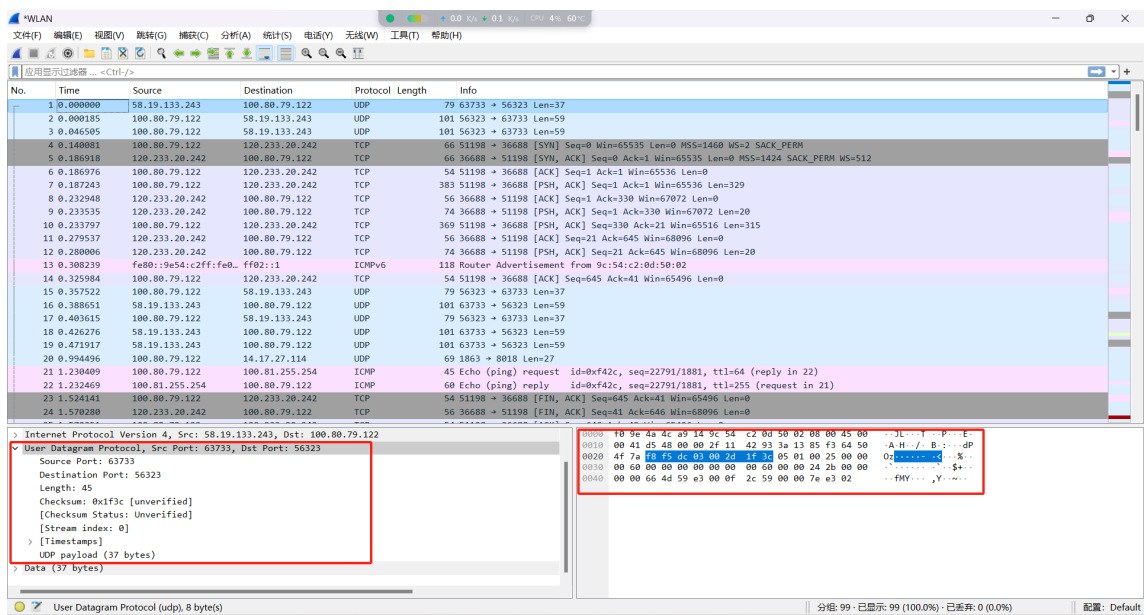 *WLAN
0.0 K/s 0.1 K/s CPU 4% 60℃
文件(F) 编辑(E) 视图(V) 跳转(G) 捕获(C) 分析(A) 统计(S) 电话(Y) 无线(W) 工具(T) 帮助(H)
应用显示过滤器 … <Ctrl-/>
No. Time Source Destination Protocol Length Info
1 0.000000 58.19.133.243 100.80.79.122 UDP 79 63733 → 56323 Len=37
2 0.000185 100.80.79.122 58.19.133.243 UDP 101 56323 → 63733 Len=59
3 0.046505 100.80.79.122 58.19.133.243 UDP 101 56323 → 63733 Len=59
4 0.140081 100.80.79.122 120.233.20.242 TCP 66 51198 → 36688 [SYN] Seq=0 Win=65535 Len=0 MSS=1460 WS=2 SACK_PERM
5 0.186918 120.233.20.242 100.80.79.122 TCP 66 36688 → 51198 [SYN, ACK] Seq=0 Ack=1 Win=65535 Len=0 MSS=1424 SACK_PERM WS=512
6 0.186976 100.80.79.122 120.233.20.242 TCP 54 51198 → 36688 [ACK] Seq=1 Ack=1 Win=65536 Len=0
7 0.187243 100.80.79.122 120.233.20.242 TCP 383 51198 → 36688 [PSH, ACK] Seq=1 Ack=1 Win=65536 Len=329
8 0.232948 120.233.20.242 100.80.79.122 TCP 56 36688 → 51198 [ACK] Seq=1 Ack=330 Win=67072 Len=0
9 0.233535 120.233.20.242 100.80.79.122 TCP 74 36688 → 51198 [PSH, ACK] Seq=1 Ack=330 Win=67072 Len=20
10 0.233797 100.80.79.122 120.233.20.242 TCP 369 51198 → 36688 [PSH, ACK] Seq=330 Ack=21 Win=65516 Len=315
11 0.279537 120.233.20.242 100.80.79.122 TCP 56 36688 → 51198 [ACK] Seq=21 Ack=645 Win=68096 Len=0
12 0.280006 120.233.20.242 100.80.79.122 TCP 74 36688 → 51198 [PSH, ACK] Seq=21 Ack=645 Win=68096 Len=20
13 0.308239 fe80::9e54:c2ff:fe0… ff02::1 ICMPv6 118 Router Advertisement from 9c:54:c2:0d:50:02
14 0.325984 100.80.79.122 120.233.20.242 TCP 54 51198 → 36688 [ACK] Seq=645 Ack=41 Win=65496 Len=0
15 0.357522 100.80.79.122 58.19.133.243 UDP 79 56323 → 63733 Len=37
16 0.388651 58.19.133.243 100.80.79.122 UDP 101 63733 → 56323 Len=59
17 0.403615 100.80.79.122 58.19.133.243 UDP 79 56323 → 63733 Len=37
18 0.426276 58.19.133.243 100.80.79.122 UDP 101 63733 → 56323 Len=59
19 0.471917 58.19.133.243 100.80.79.122 UDP 101 63733 → 56323 Len=59
20 0.994496 100.80.79.122 14.17.27.114 UDP 69 1863 → 8018 Len=27
21 1.230409 100.80.79.122 100.81.255.254 ICMP 45 Echo (ping) request id=0xf42c, seq=22791/1881, ttl=64 (reply in 22)
22 1.232469 100.81.255.254 100.80.79.122 ICMP 60 Echo (ping) reply id=0xf42c, seq=22791/1881, ttl=255 (request in 21)
23 1.524141 100.80.79.122 120.233.20.242 TCP 54 51198 → 36688 [FIN, ACK] Seq=645 Ack=41 Win=65496 Len=0
24 1.570280 120.233.20.242 100.80.79.122 TCP 56 36688 → 51198 [FIN, ACK] Seq=41 Ack=646 Win=68096 Len=0
Internet Protocol Version 4, Src: 58.19.133.243, Dst: 100.80.79.122
User Datagram Protocol, Src Port: 63733, Dst Port: 56323
Source Port: 63733
Destination Port: 56323
Length: 45
Checksum: 0x1f3c [unverified]
[Checksum Status: Unverified]
[Stream index: 0]
[Timestamps]
UDP payload (37 bytes)
Data (37 bytes)
0000 f0 9e 4a 4c a9 14 9c 54 c2 0d 50 02 08 00 45 00 ··JL···T ··P···E·
0010 00 41 d5 48 00 00 2f 11 42 93 3a 13 85 f3 64 50 ·A·H··/· B·:···dP
0020 4f 7a f8 f5 dc 03 00 2d 1f 3c 05 01 00 25 00 00 Oz·····- ·<···%··
0030 00 60 00 00 00 00 00 00 00 60 00 00 24 2b 00 00 ·`······ ·`··$+··
0040 00 00 66 4d 59 e3 00 0f 2c 59 00 00 7e e3 02 ··fMY··· ,Y··~··
User Datagram Protocol (udp), 8 byte(s)
分组: 99 · 已显示: 99 (100.0%) · 已丢弃: 0 (0.0%)
配置: Default